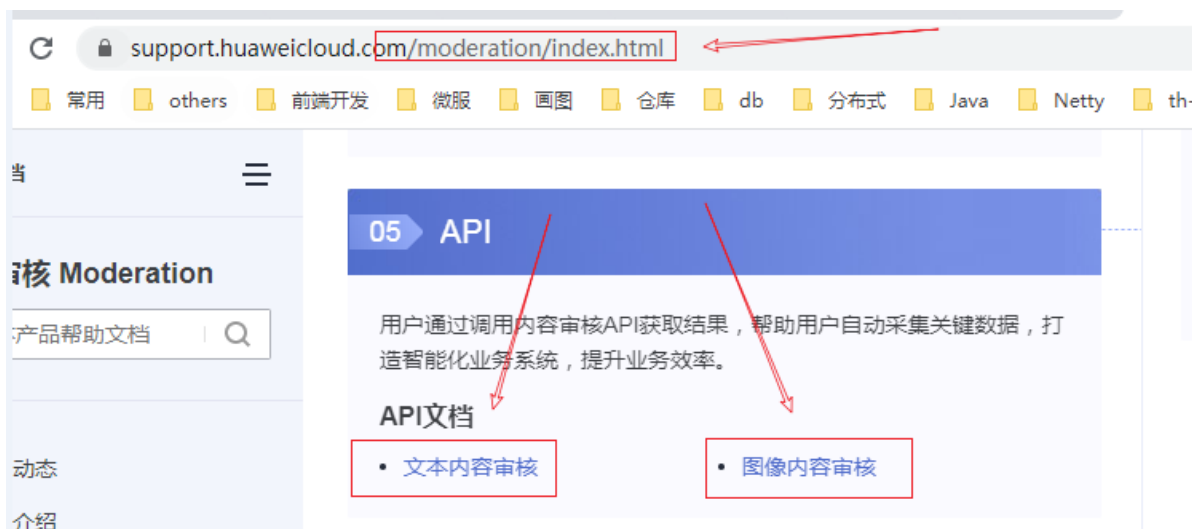 support.huaweicloud.com/moderation/index.html
常用 others 前端开发 微服 画图 仓库 db 分布式 Java Netty th-
档
审核 Moderation
本产品帮助文档
动态
介绍
05 API
用户通过调用内容审核API获取结果，帮助用户自动采集关键数据，打
造智能化业务系统，提升业务效率。
API文档
• 文本内容审核 • 图像内容审核